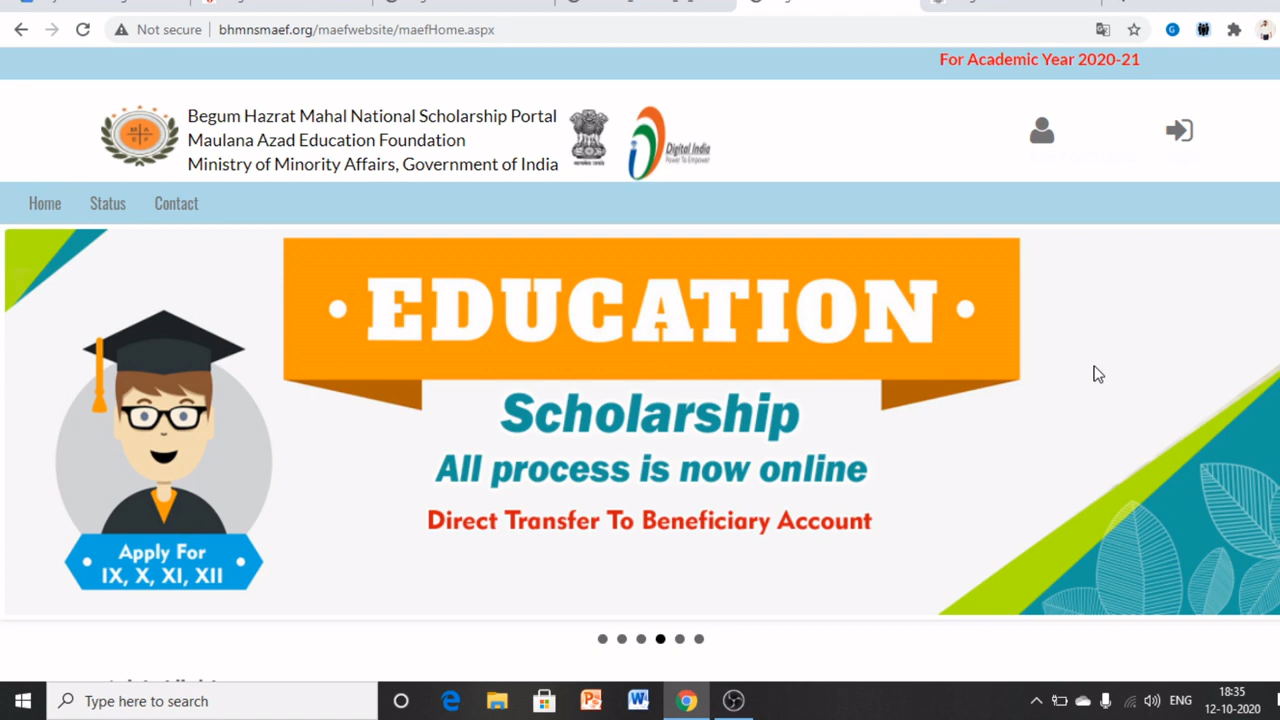 Not secure
bhmnsmaef.org/maefwebsite/maefHome.aspx
For Academic Year 2020-21
Begum Hazrat Mahal National Scholarship Portal
Maulana Azad Education Foundation
Ministry of Minority Affairs, Government of India
Digital India
Power To Empower
Home Status Contact
EDUCATION
Scholarship
All process is now online
Direct Transfer To Beneficiary Account
Apply For
IX, X, XI, XII
Type here to search
ENG
18:35
12-10-2020